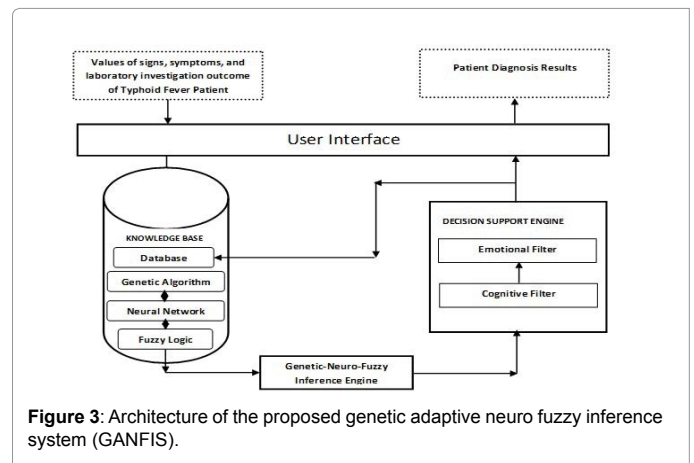 Values of signs, symptoms, and
laboratory investigation outcome
of Typhoid Fever Patient
Patient Diagnosis Results
User Interface
KNOWLEDGE BASE
Database
Genetic Algorithm
Neural Network
Fuzzy Logic
DECISION SUPPORT ENGINE
Emotional Filter
Cognitive Filter
Genetic-Neuro-Fuzzy
Inference Engine
Figure 3: Architecture of the proposed genetic adaptive neuro fuzzy inference
system (GANFIS).